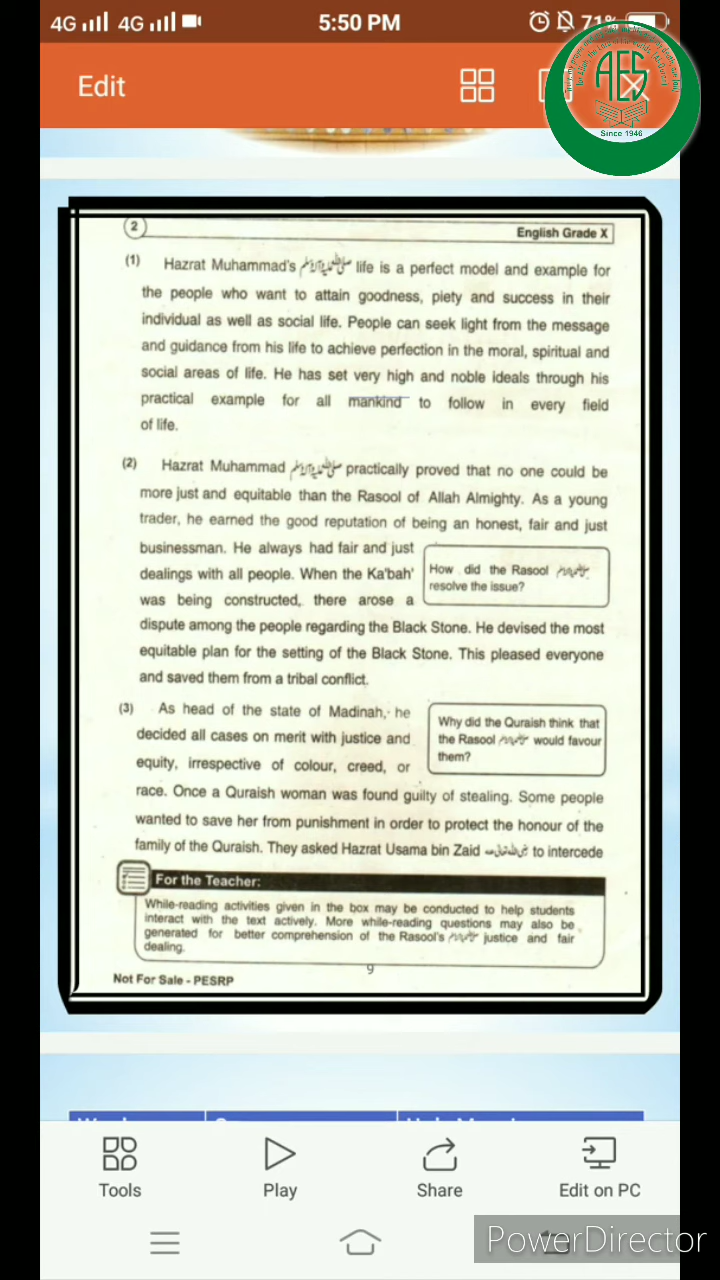 4G 4G 5:50 PM 71%
Edit
AES
Since 1946
2
English Grade X
(1) Hazrat Muhammad's ﷺ life is a perfect model and example for
the people who want to attain goodness, piety and success in their
individual as well as social life. People can seek light from the message
and guidance from his life to achieve perfection in the moral, spiritual and
social areas of life. He has set very high and noble ideals through his
practical example for all mankind to follow in every field
of life.
(2) Hazrat Muhammad ﷺ practically proved that no one could be
more just and equitable than the Rasool of Allah Almighty. As a young
trader, he earned the good reputation of being an honest, fair and just
businessman. He always had fair and just
dealings with all people. When the Ka'bah'
was being constructed, there arose a
How did the Rasool ﷺ
resolve the issue?
dispute among the people regarding the Black Stone. He devised the most
equitable plan for the setting of the Black Stone. This pleased everyone
and saved them from a tribal conflict.
(3) As head of the state of Madinah, he
decided all cases on merit with justice and
equity, irrespective of colour, creed, or
Why did the Quraish think that
the Rasool ﷺ would favour
them?
race. Once a Quraish woman was found guilty of stealing. Some people
wanted to save her from punishment in order to protect the honour of the
family of the Quraish. They asked Hazrat Usama bin Zaid to intercede
For the Teacher:
While-reading activities given in the box may be conducted to help students
interact with the text actively. More while-reading questions may also be
generated for better comprehension of the Rasool's ﷺ justice and fair
dealing.
9
Not For Sale - PESRP
Tools
Play
Share
Edit on PC
PowerDirector